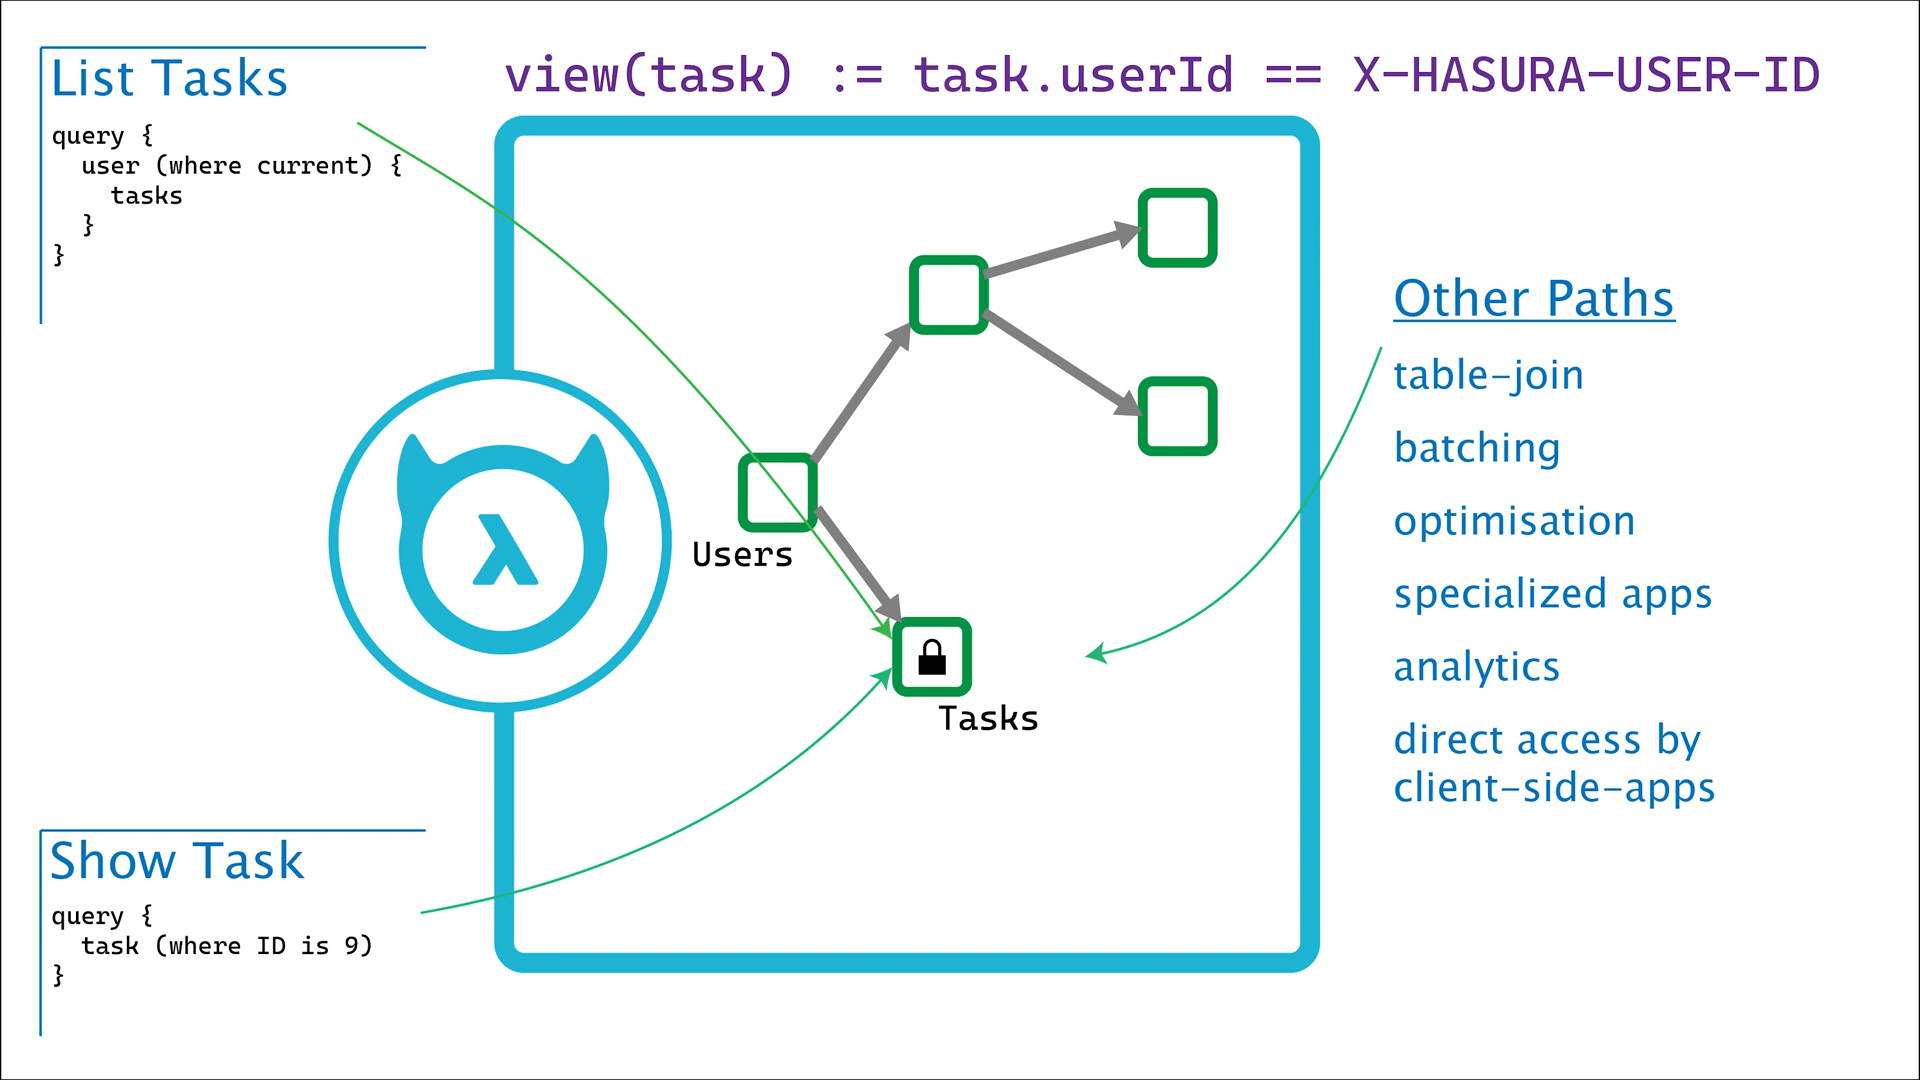 List Tasks
query {
  user (where current) {
    tasks
  }
}
view(task) := task.userId == X-HASURA-USER-ID
λ
Users
Tasks
Other Paths
table-join
batching
optimisation
specialized apps
analytics
direct access by
client-side-apps
Show Task
query {
  task (where ID is 9)
}